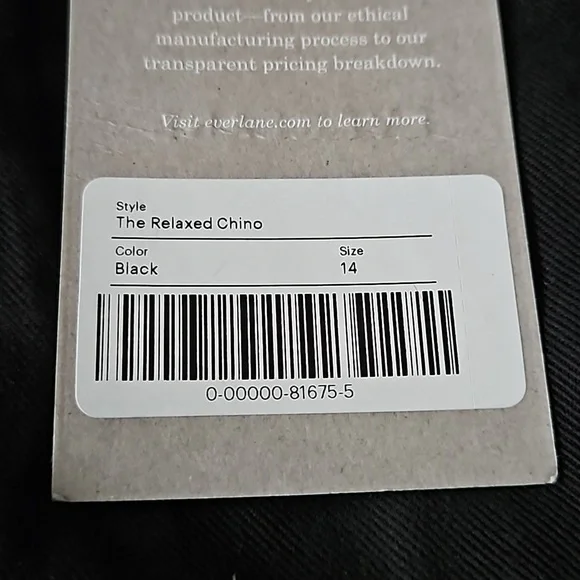 product—from our ethical
manufacturing process to our
transparent pricing breakdown.
Visit everlane.com to learn more.
Style
The Relaxed Chino
Color Size
Black 14
0-00000-81675-5